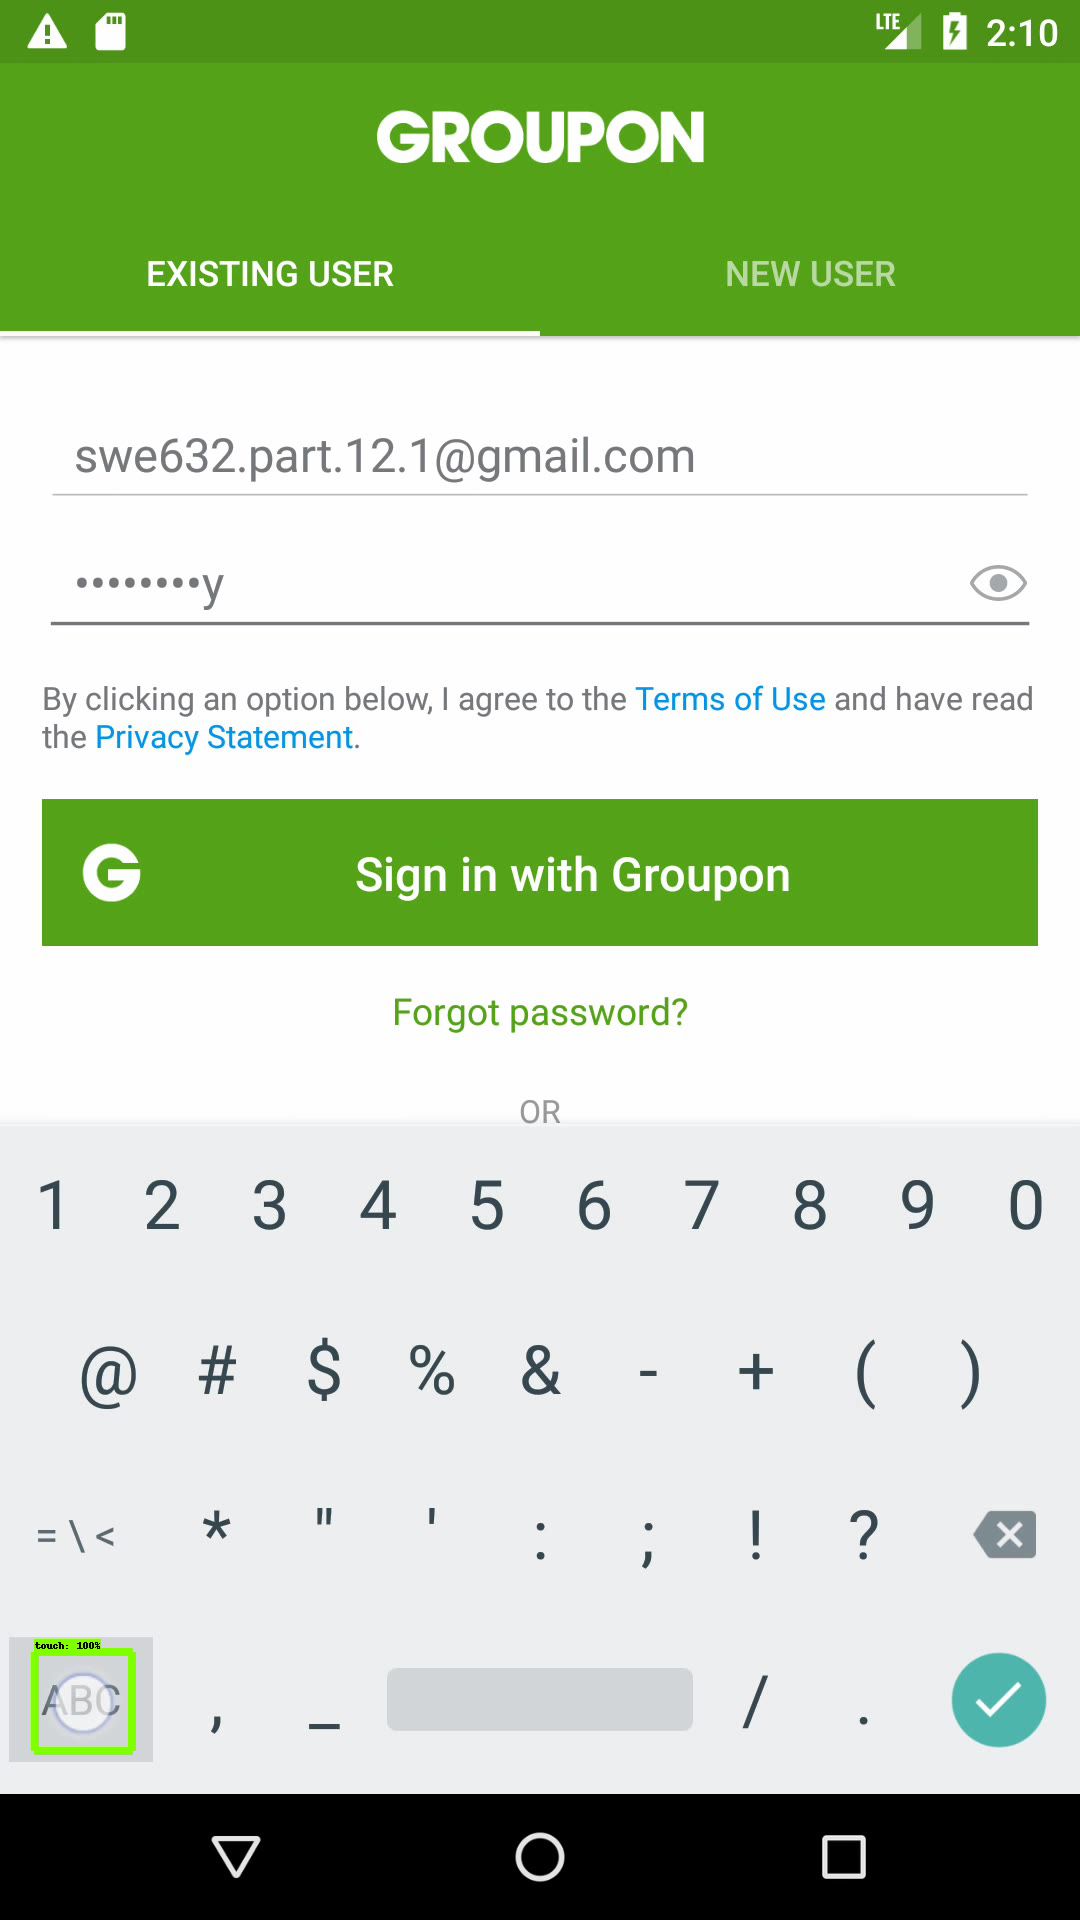 LTE 2:10
GROUPON
EXISTING USER NEW USER
swe632.part.12.1@gmail.com
••••••••y
By clicking an option below, I agree to the Terms of Use and have read
the Privacy Statement.
G Sign in with Groupon
Forgot password?
OR
1 2 3 4 5 6 7 8 9 0
@ # $ % & - + ( )
= \ < * " ' : ; ! ?
touch: 100%
ABC , _ / .